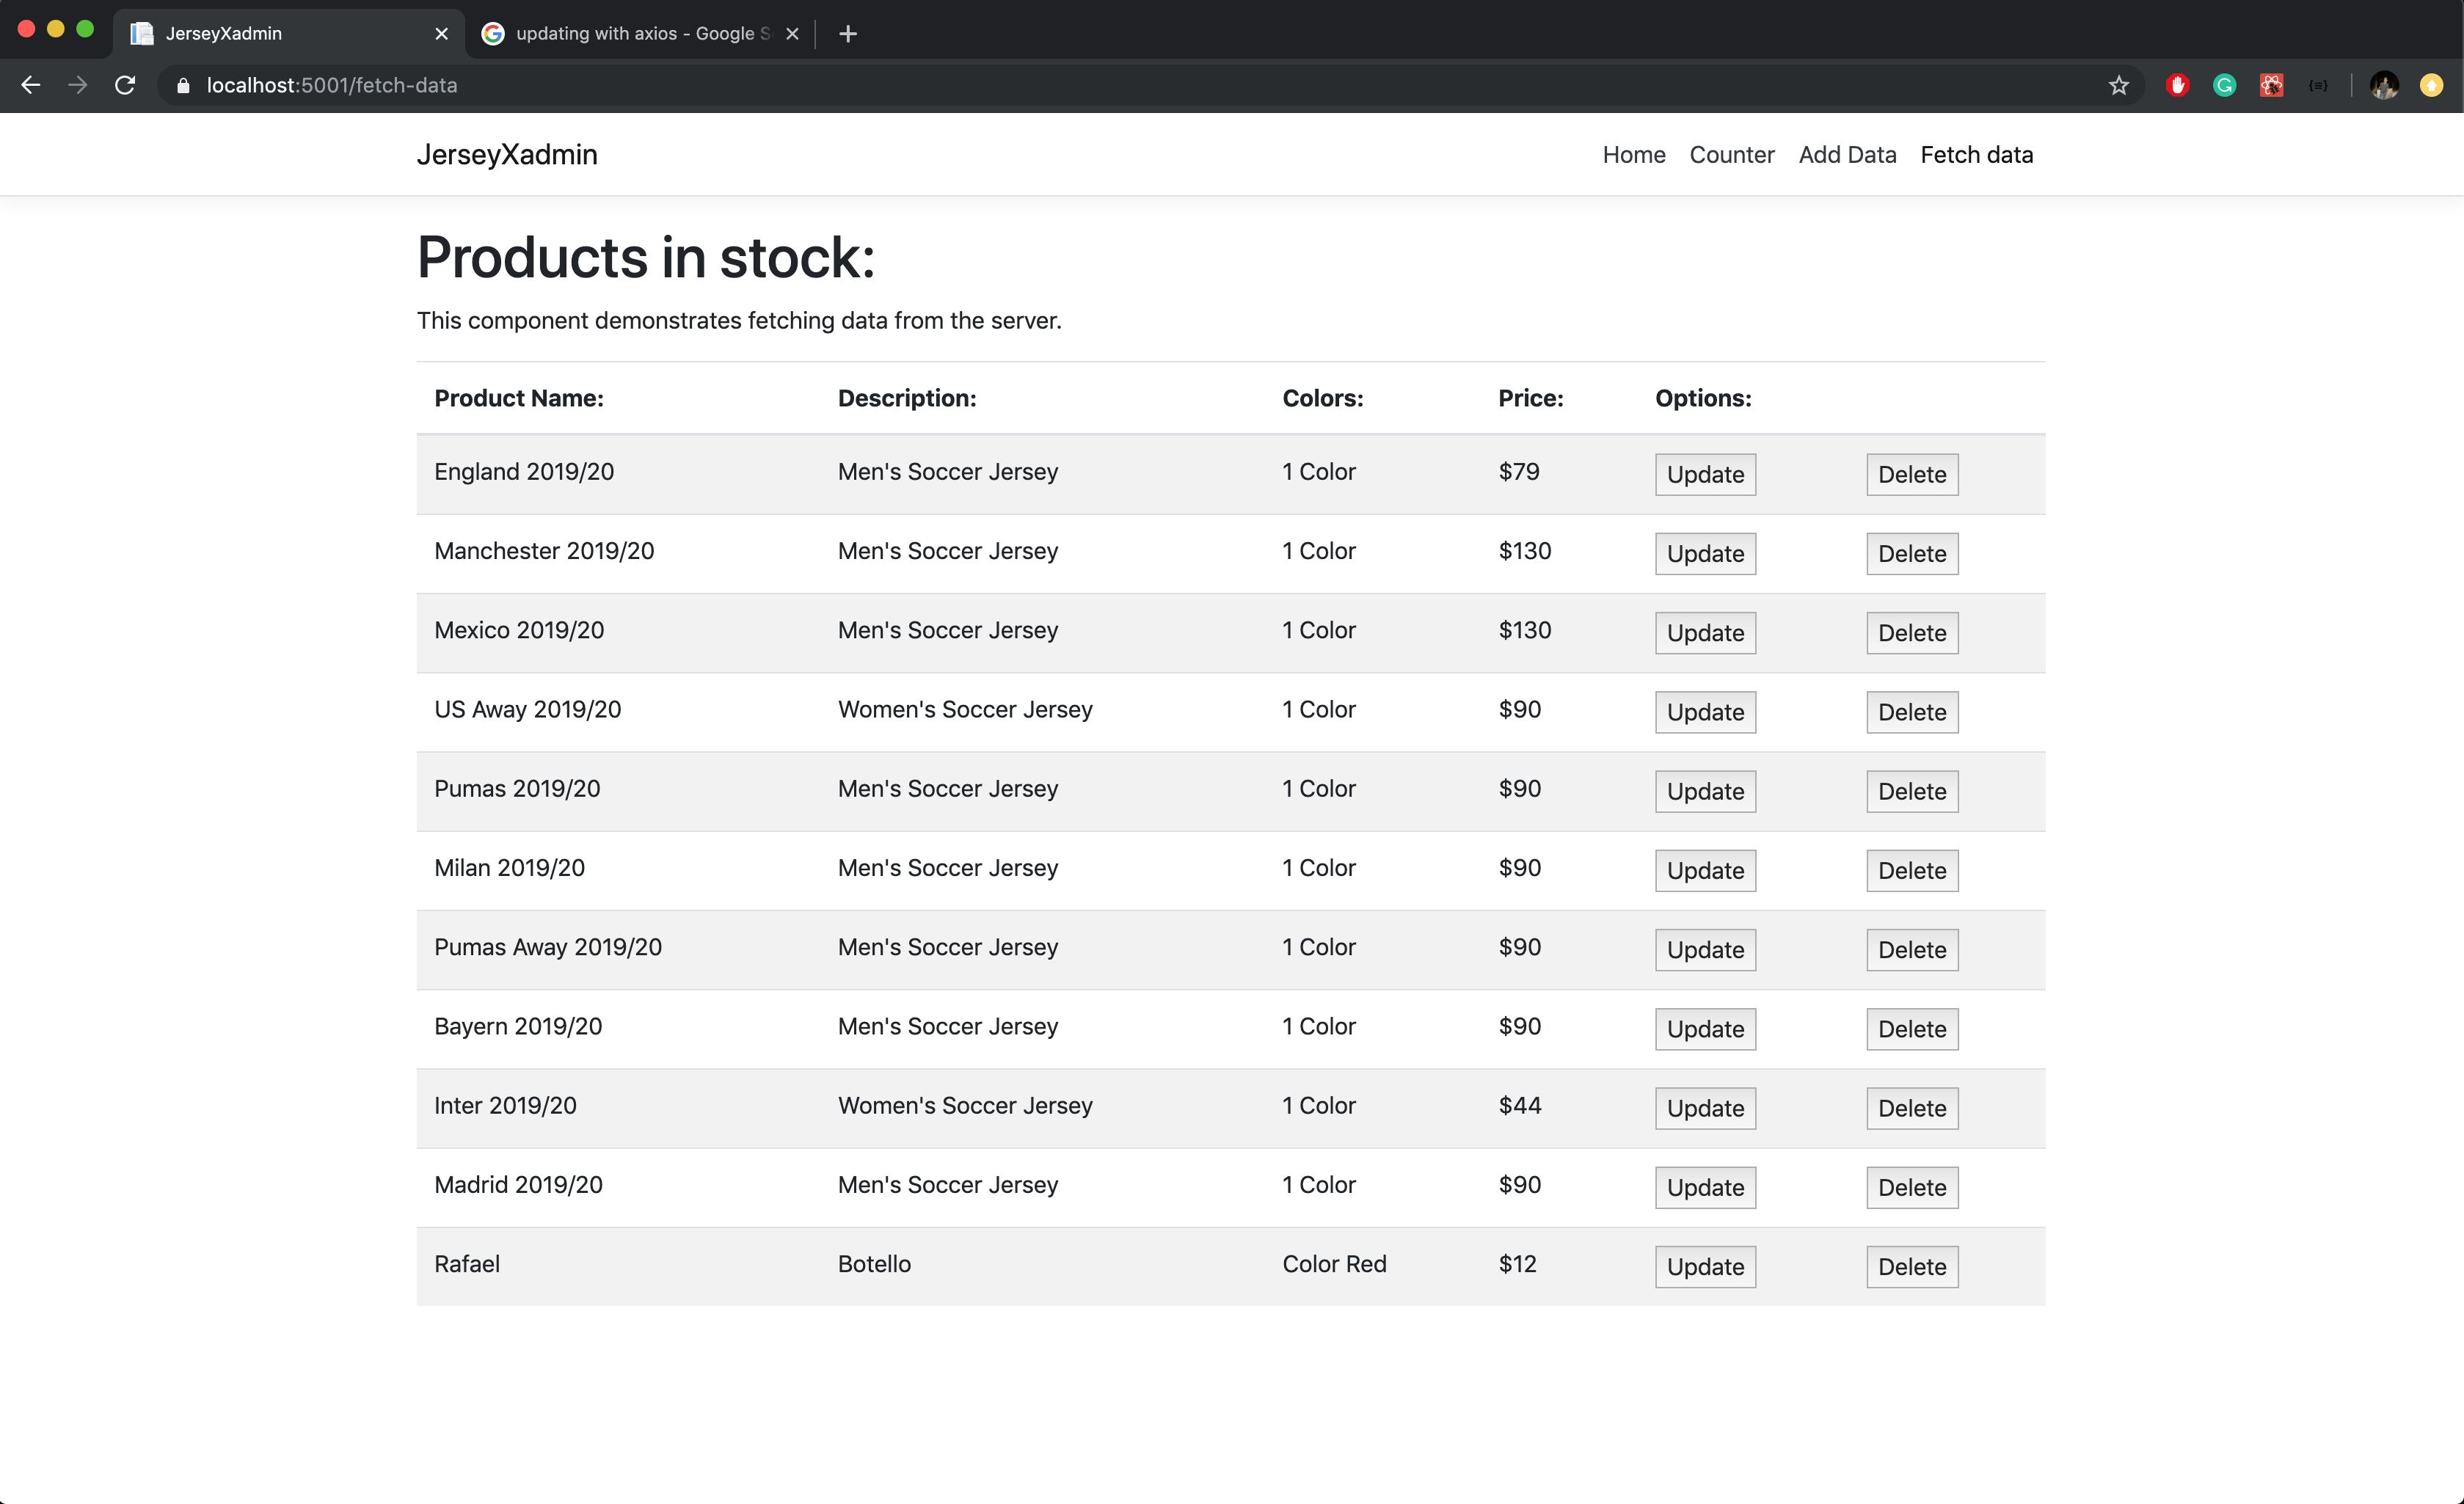 JerseyXadmin
updating with axios - Google S
localhost:5001/fetch-data
JerseyXadmin
Home Counter Add Data Fetch data
Products in stock:
This component demonstrates fetching data from the server.
Product Name: Description: Colors: Price: Options:
England 2019/20 Men's Soccer Jersey 1 Color $79 Update Delete
Manchester 2019/20 Men's Soccer Jersey 1 Color $130 Update Delete
Mexico 2019/20 Men's Soccer Jersey 1 Color $130 Update Delete
US Away 2019/20 Women's Soccer Jersey 1 Color $90 Update Delete
Pumas 2019/20 Men's Soccer Jersey 1 Color $90 Update Delete
Milan 2019/20 Men's Soccer Jersey 1 Color $90 Update Delete
Pumas Away 2019/20 Men's Soccer Jersey 1 Color $90 Update Delete
Bayern 2019/20 Men's Soccer Jersey 1 Color $90 Update Delete
Inter 2019/20 Women's Soccer Jersey 1 Color $44 Update Delete
Madrid 2019/20 Men's Soccer Jersey 1 Color $90 Update Delete
Rafael Botello Color Red $12 Update Delete